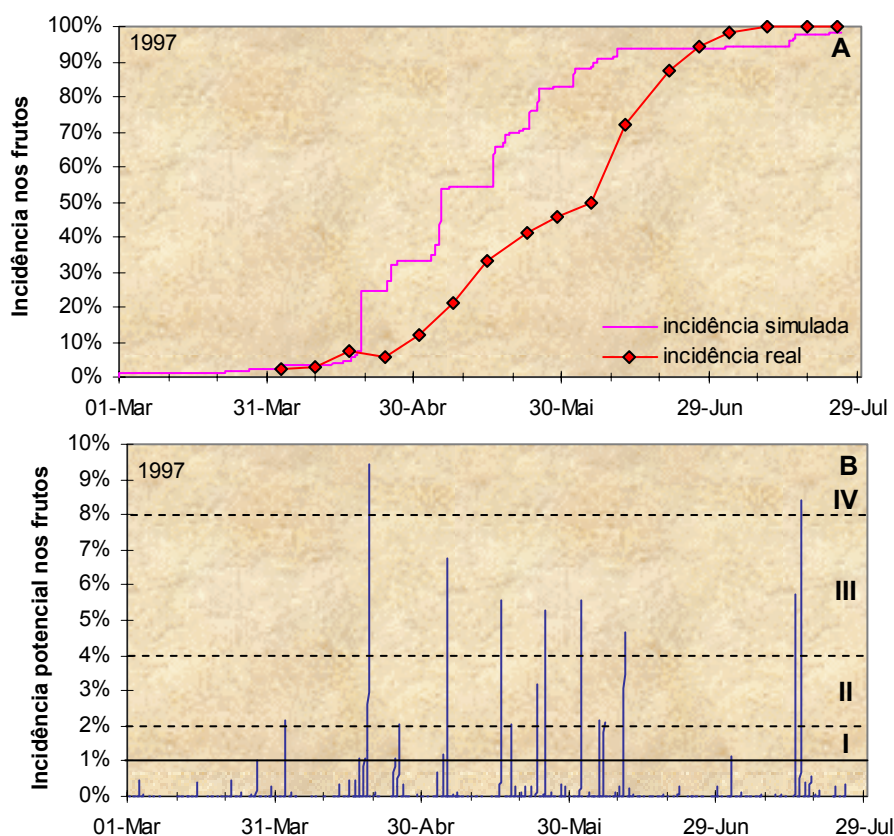 1997
A
Incidência nos frutos
100%
90%
80%
70%
60%
50%
40%
30%
20%
10%
0%
incidência simulada
incidência real
01-Mar 31-Mar 30-Abr 30-Mai 29-Jun 29-Jul
1997
B
Incidência potencial nos frutos
10%
9%
8%
7%
6%
5%
4%
3%
2%
1%
0%
IV
III
II
I
01-Mar 31-Mar 30-Abr 30-Mai 29-Jun 29-Jul